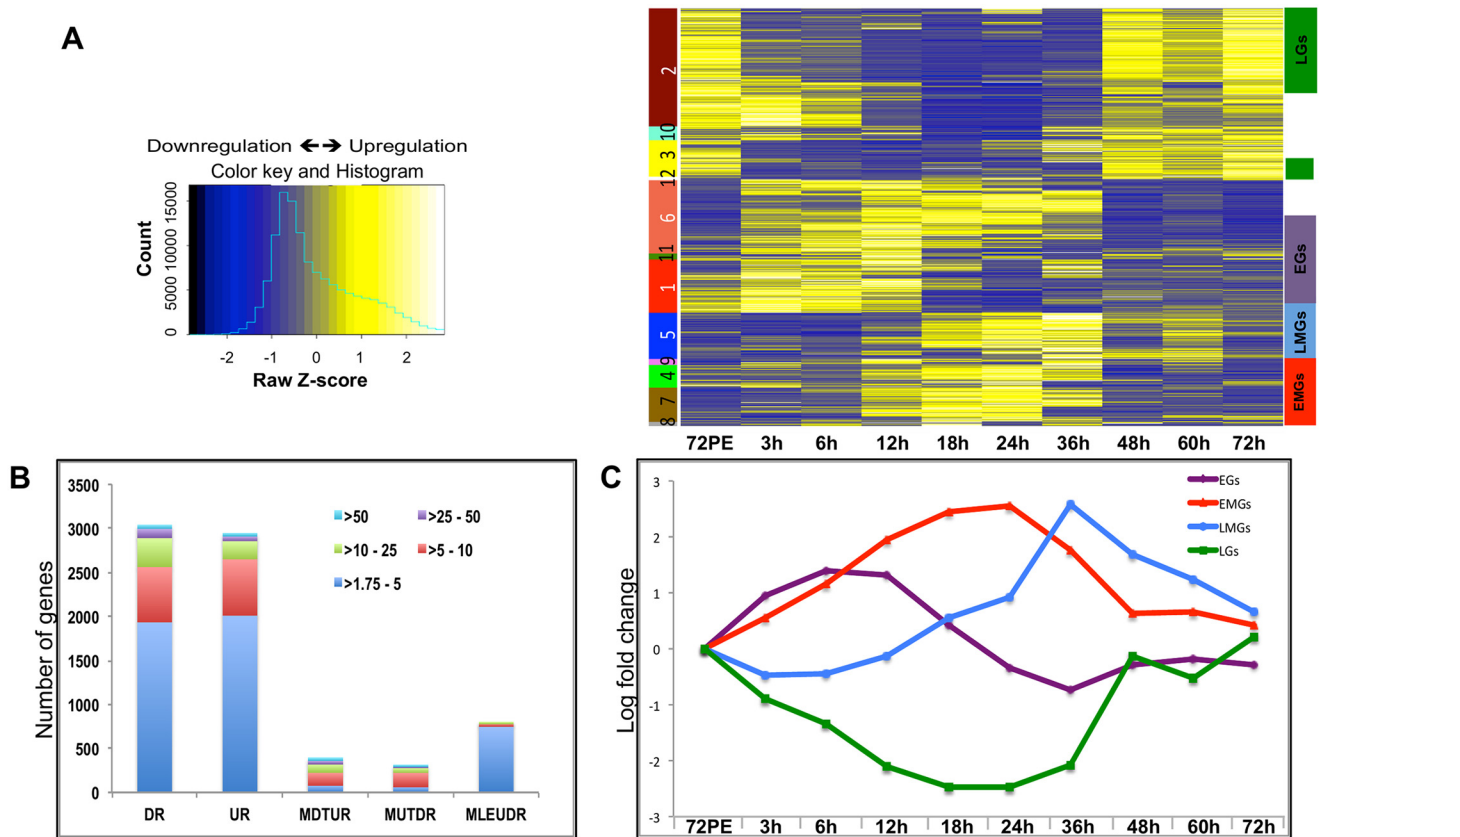 A
Downregulation ↔ Upregulation
Color key and Histogram
Count
0 5000 10000 15000
-2 -1 0 1 2
Raw Z-score
2
10
3
12
6
11
1
5
9
4
7
8
LGs
EGs
LMGs
EMGs
72PE 3h 6h 12h 18h 24h 36h 48h 60h 72h
B
Number of genes
3500
3000
2500
2000
1500
1000
500
0
>50 >25 - 50
>10 - 25 >5 - 10
>1.75 - 5
DR UR MDTUR MUTDR MLEUDR
C
Log fold change
3
2
1
0
-1
-2
-3
EGs
EMGs
LMGs
LGs
72PE 3h 6h 12h 18h 24h 36h 48h 60h 72h